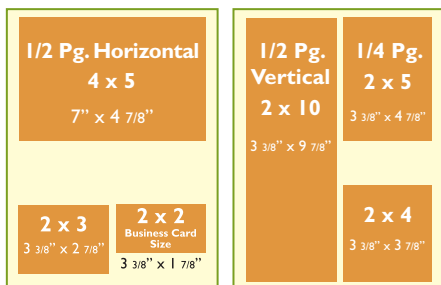 1/2 Pg. Horizontal
4 x 5
7” x 4 7/8”
2 x 3
3 3/8” x 2 7/8”
2 x 2
Business Card
Size
3 3/8” x 1 7/8”
1/2 Pg.
Vertical
2 x 10
3 3/8” x 9 7/8”
1/4 Pg.
2 x 5
3 3/8” x 4 7/8”
2 x 4
3 3/8” x 3 7/8”